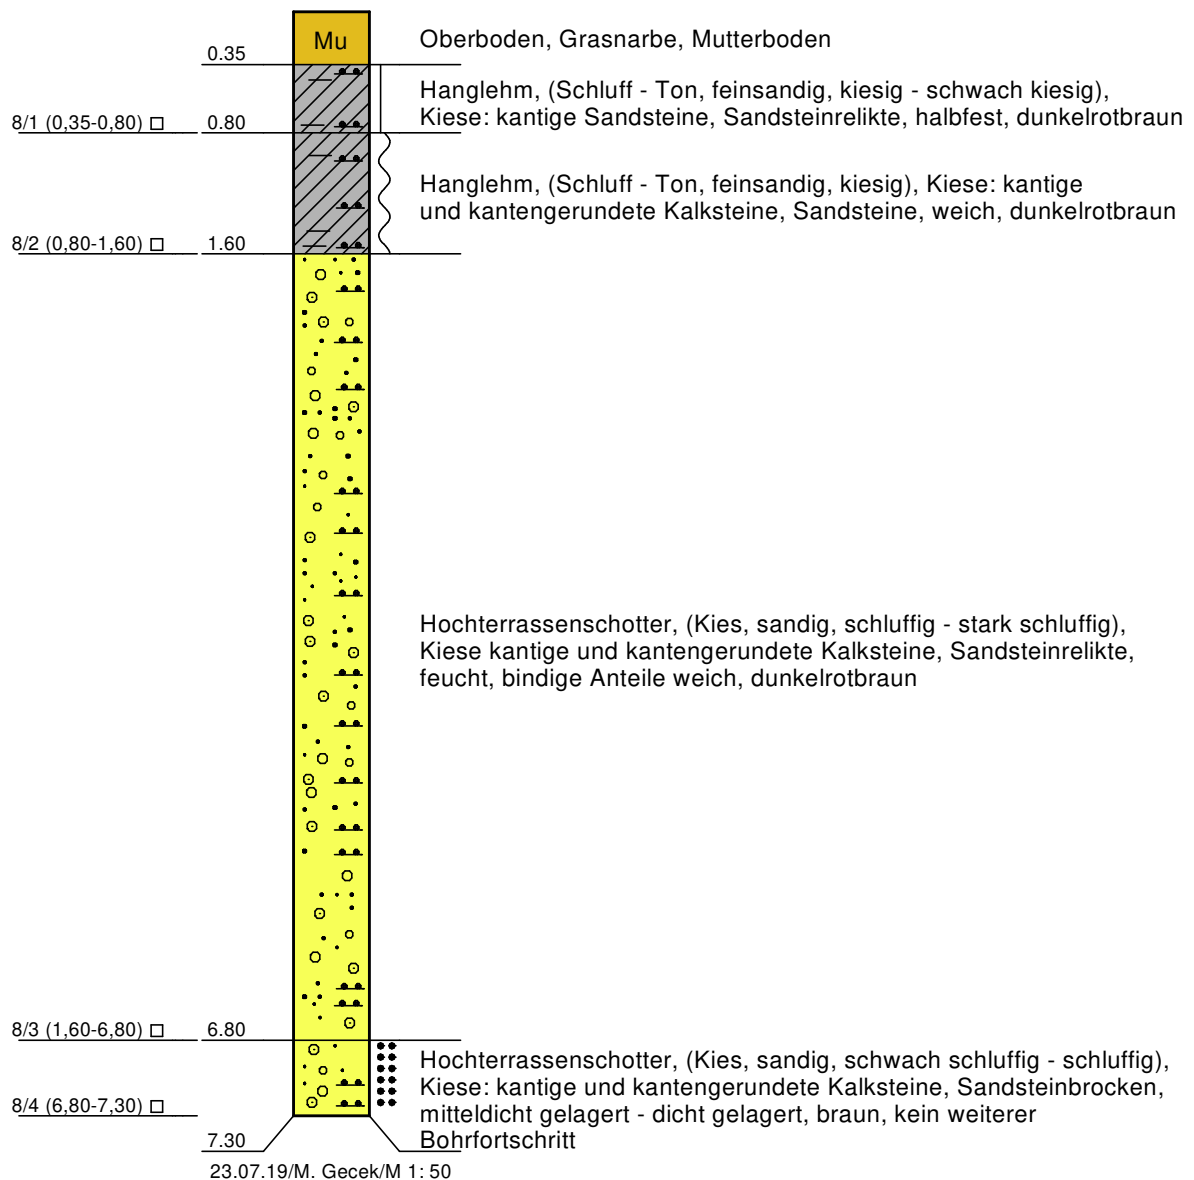 Mu
Oberboden, Grasnarbe, Mutterboden
0.35
Hanglehm, (Schluff - Ton, feinsandig, kiesig - schwach kiesig),
Kiese: kantige Sandsteine, Sandsteinrelikte, halbfest, dunkelrotbraun
8/1 (0,35-0,80) 0.80
Hanglehm, (Schluff - Ton, feinsandig, kiesig), Kiese: kantige
und kantengerundete Kalksteine, Sandsteine, weich, dunkelrotbraun
8/2 (0,80-1,60) 1.60
Hochterrassenschotter, (Kies, sandig, schluffig - stark schluffig),
Kiese kantige und kantengerundete Kalksteine, Sandsteinrelikte,
feucht, bindige Anteile weich, dunkelrotbraun
8/3 (1,60-6,80) 6.80
Hochterrassenschotter, (Kies, sandig, schwach schluffig - schluffig),
Kiese: kantige und kantengerundete Kalksteine, Sandsteinbrocken,
mitteldicht gelagert - dicht gelagert, braun, kein weiterer
Bohrfortschritt
8/4 (6,80-7,30)
7.30
23.07.19/M. Gecek/M 1: 50